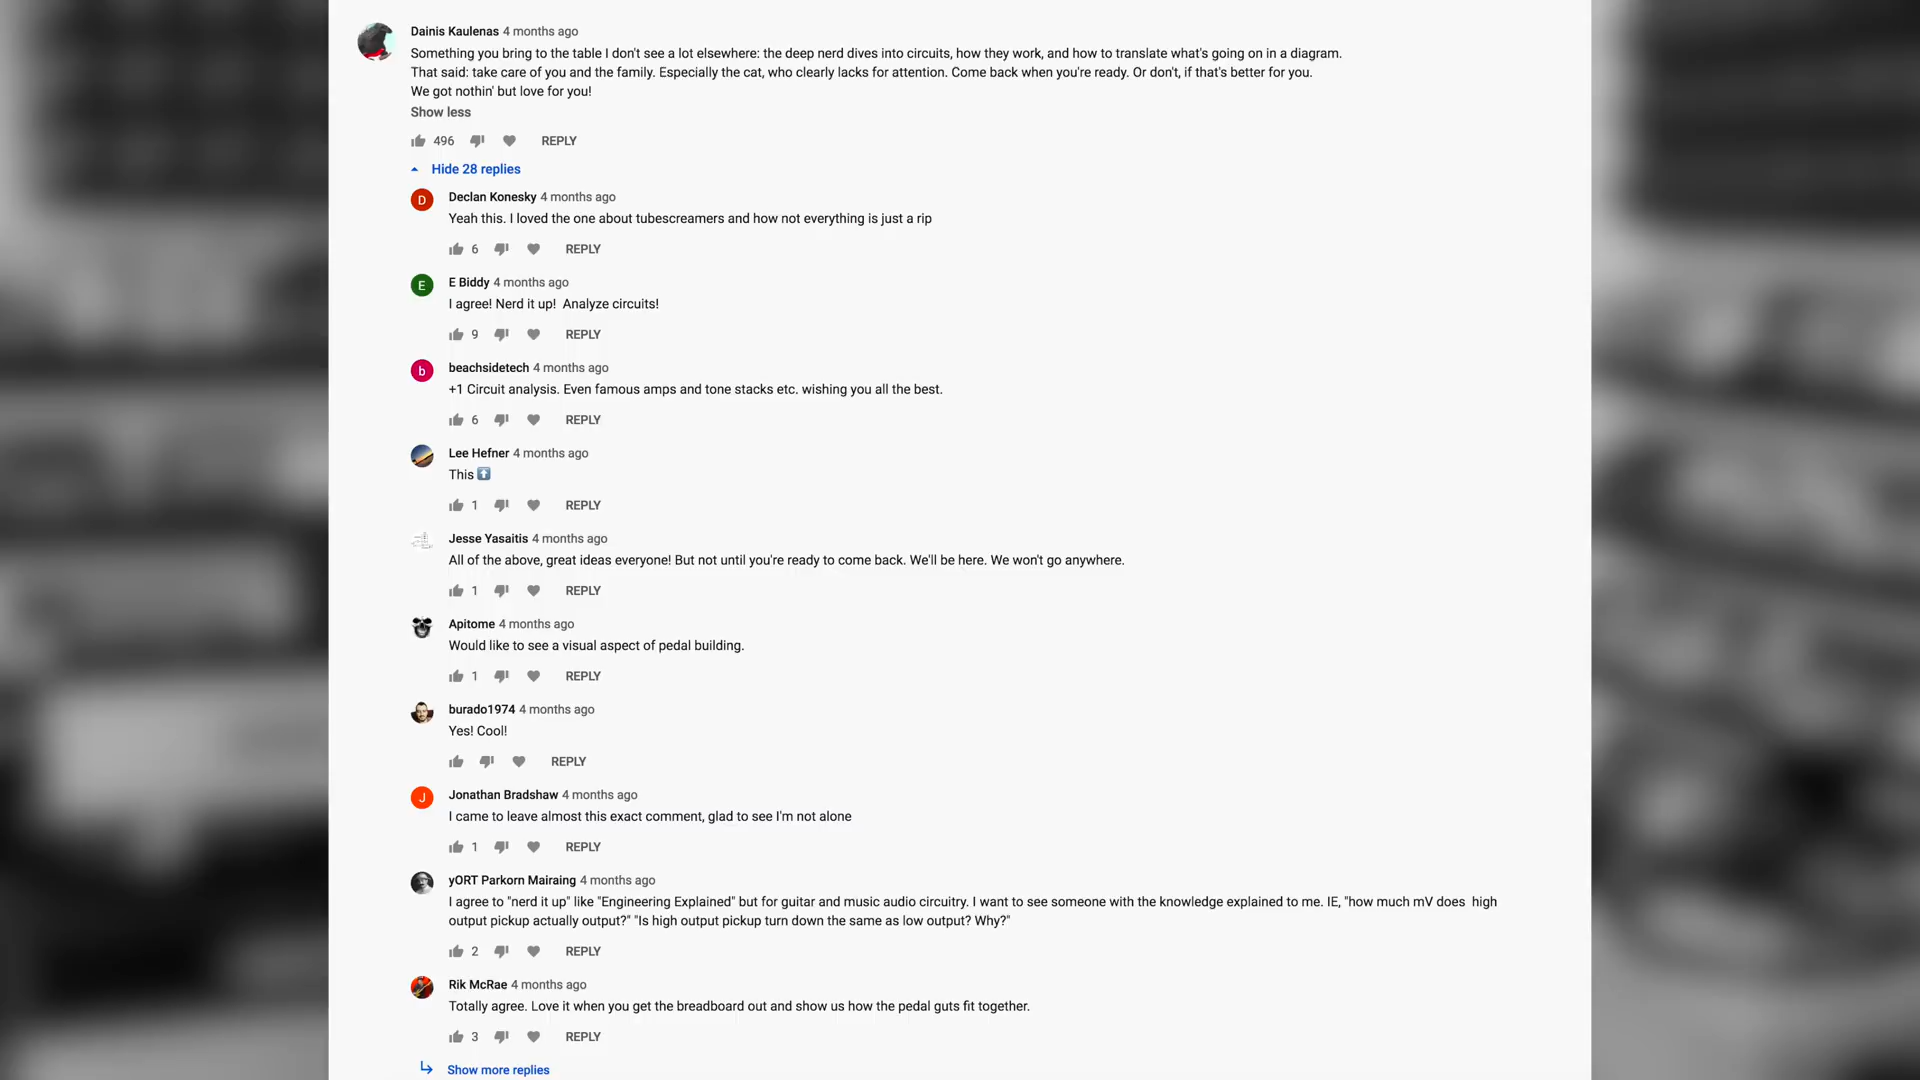 Dainis Kaulenas 4 months ago
Something you bring to the table I don't see a lot elsewhere: the deep nerd dives into circuits, how they work, and how to translate what's going on in a diagram.
That said: take care of you and the family. Especially the cat, who clearly lacks for attention. Come back when you're ready. Or don't, if that's better for you.
We got nothin' but love for you!
Show less
496 REPLY
Hide 28 replies
D
Declan Konesky 4 months ago
Yeah this. I loved the one about tubescreamers and how not everything is just a rip
6 REPLY
E
E Biddy 4 months ago
I agree! Nerd it up!  Analyze circuits!
9 REPLY
b
beachsidetech 4 months ago
+1 Circuit analysis. Even famous amps and tone stacks etc. wishing you all the best.
6 REPLY
Lee Hefner 4 months ago
This ⬆️
1 REPLY
Jesse Yasaitis 4 months ago
All of the above, great ideas everyone! But not until you're ready to come back. We'll be here. We won't go anywhere.
1 REPLY
Apitome 4 months ago
Would like to see a visual aspect of pedal building.
1 REPLY
burado1974 4 months ago
Yes! Cool!
REPLY
J
Jonathan Bradshaw 4 months ago
I came to leave almost this exact comment, glad to see I'm not alone
1 REPLY
yORT Parkorn Mairaing 4 months ago
I agree to "nerd it up" like "Engineering Explained" but for guitar and music audio circuitry. I want to see someone with the knowledge explained to me. IE, "how much mV does  high
output pickup actually output?" "Is high output pickup turn down the same as low output? Why?"
2 REPLY
Rik McRae 4 months ago
Totally agree. Love it when you get the breadboard out and show us how the pedal guts fit together.
3 REPLY
Show more replies